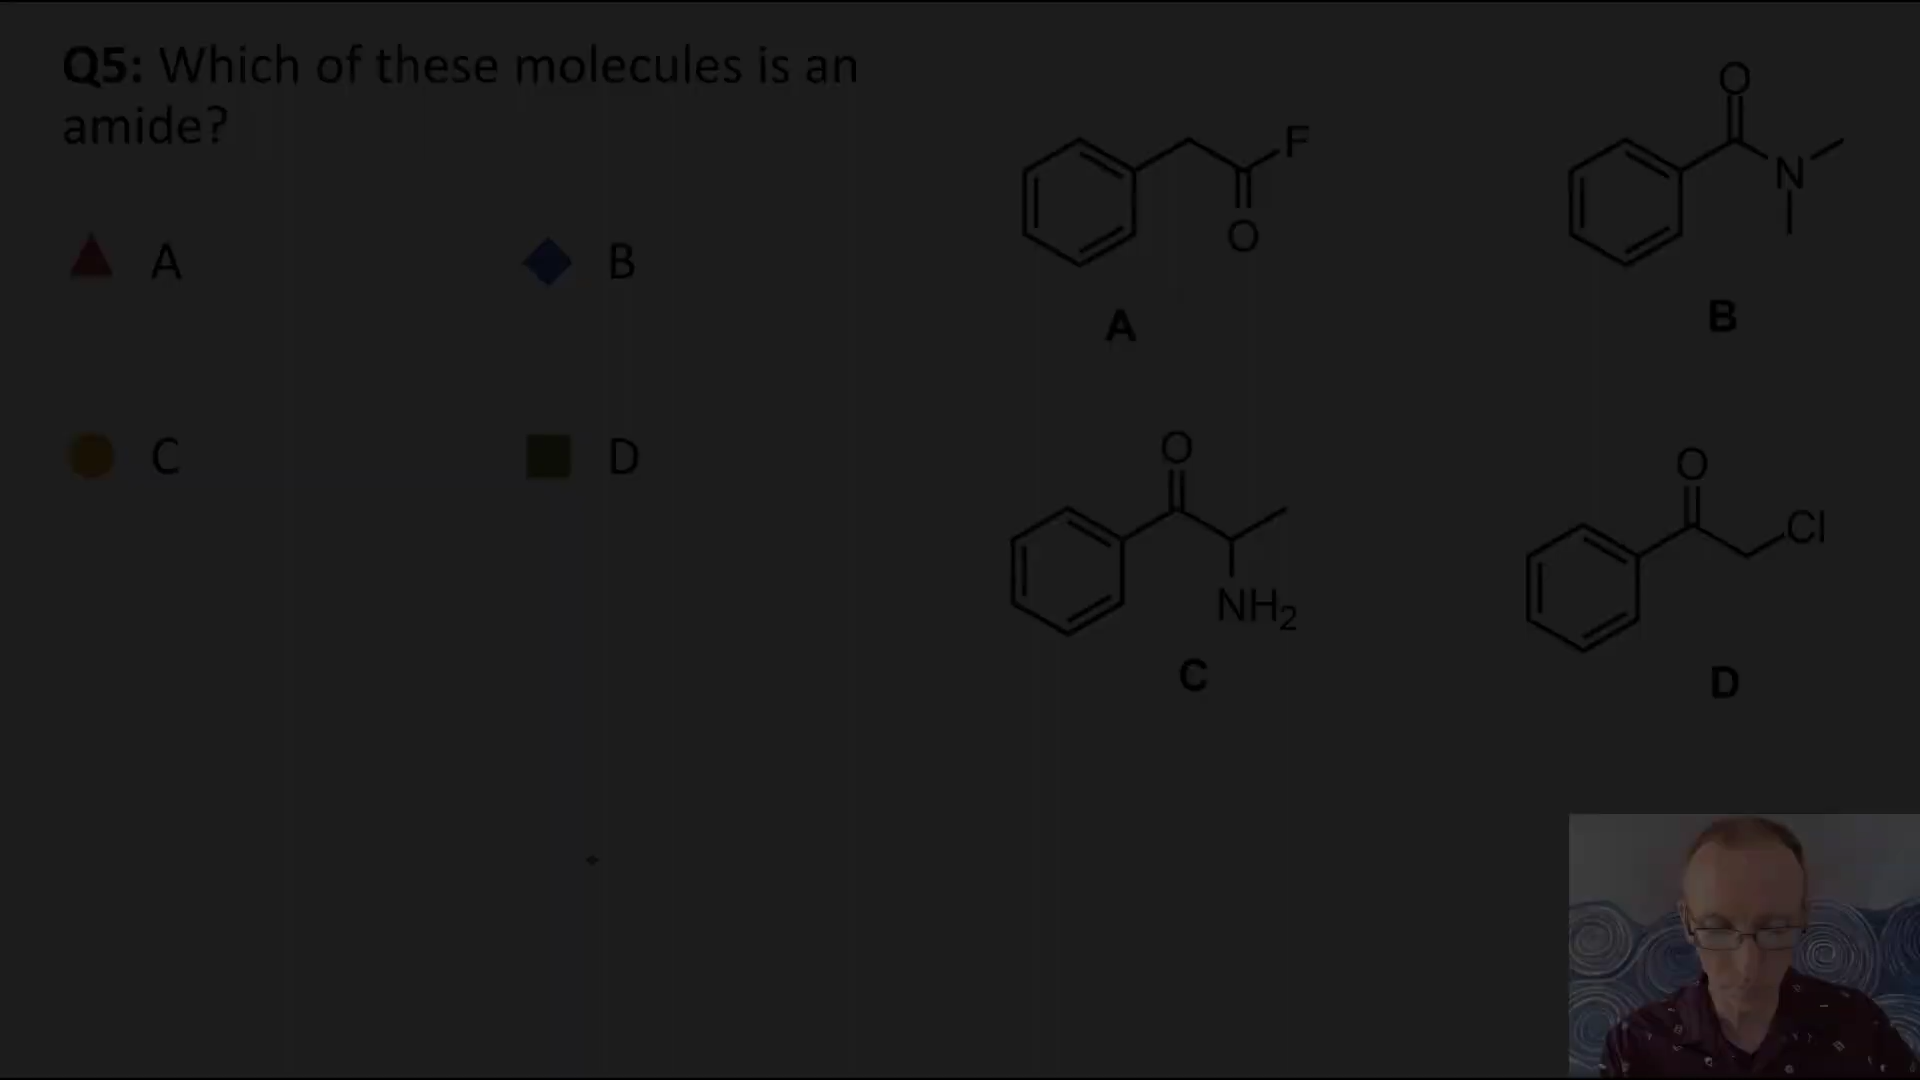 Q5: Which of these molecules is an
amide?
A
B
C
D
F
O
A
O
N
B
O
NH2
C
O
Cl
D